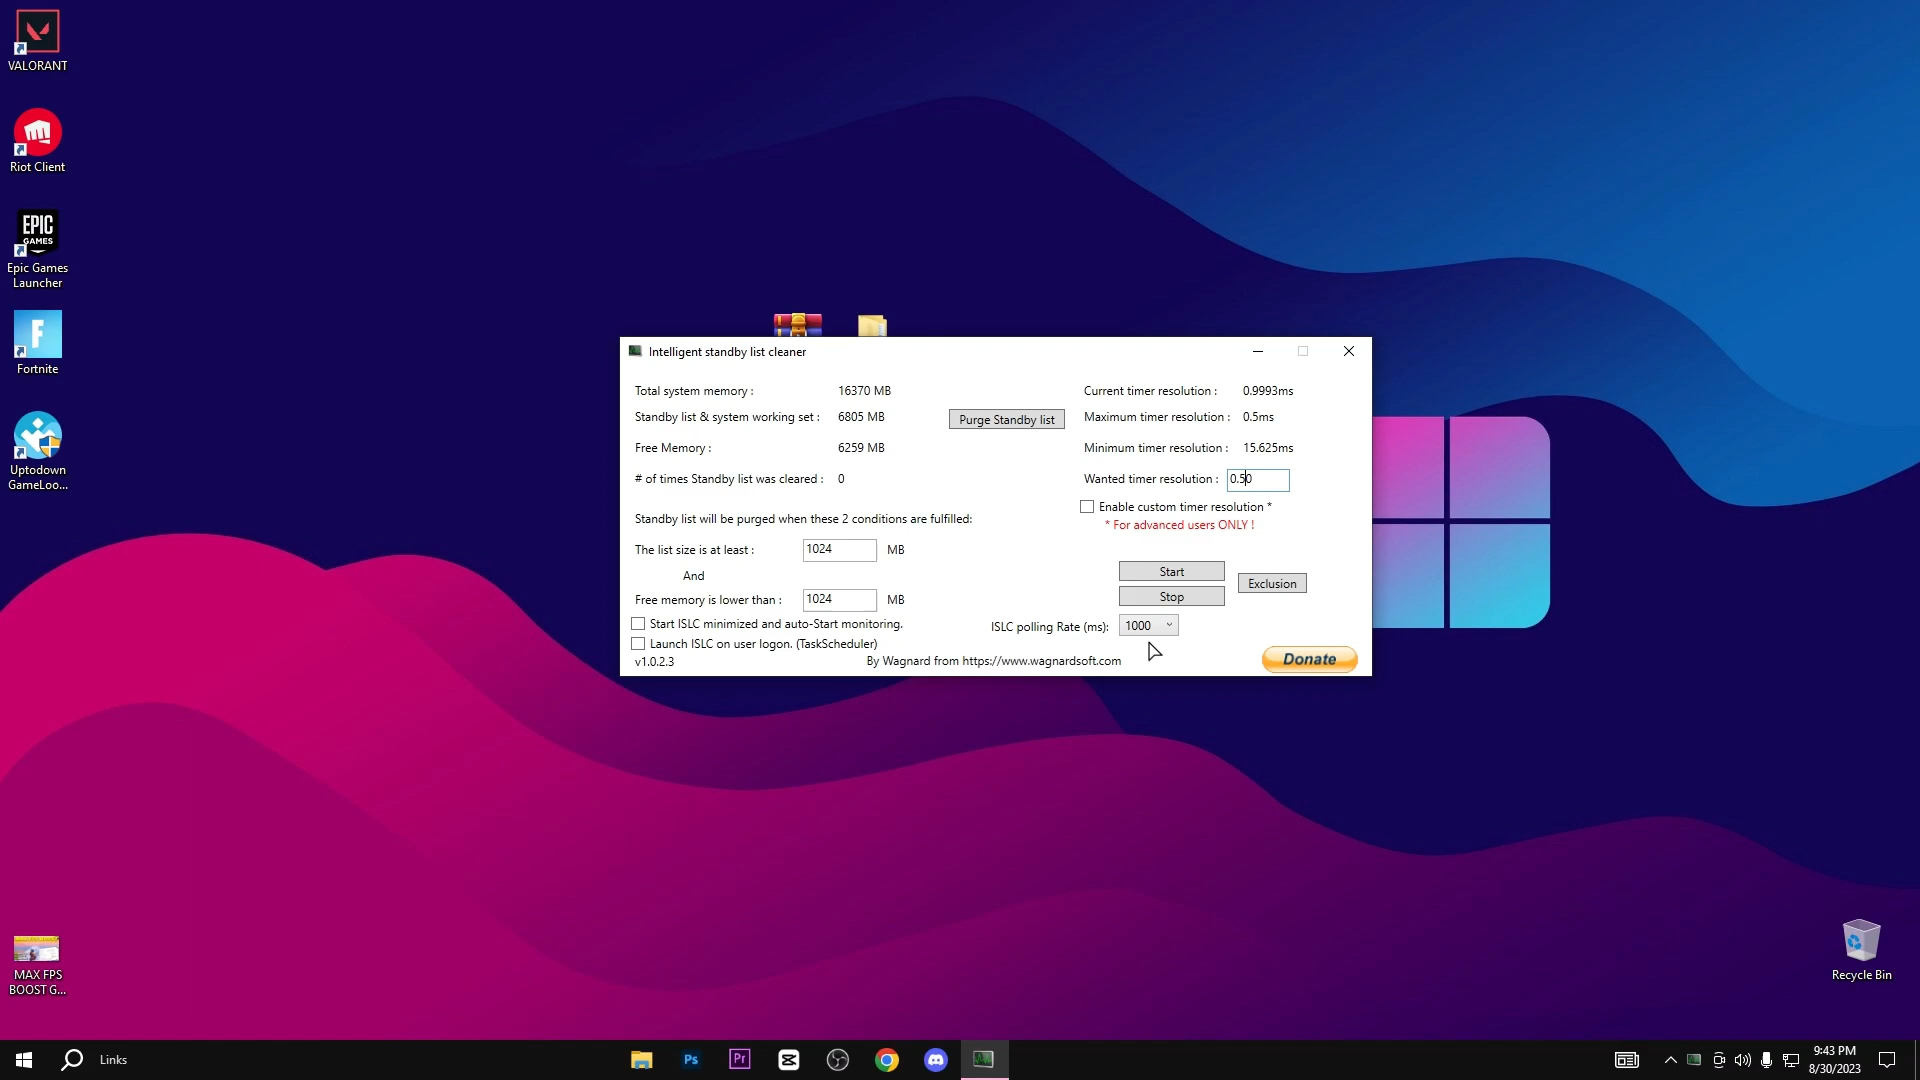 VALORANT
Riot Client
EPIC
GAMES
Epic Games
Launcher
F
Fortnite
Uptodown
GameLoo...
MAX FPS
BOOST G...
Intelligent standby list cleaner
Total system memory : 16370 MB
Standby list & system working set : 6805 MB
Purge Standby list
Free Memory : 6259 MB
# of times Standby list was cleared : 0
Current timer resolution : 0.9993ms
Maximum timer resolution : 0.5ms
Minimum timer resolution : 15.625ms
Wanted timer resolution : 0.50
Enable custom timer resolution *
* For advanced users ONLY !
Standby list will be purged when these 2 conditions are fulfilled:
The list size is at least : 1024 MB
And
Free memory is lower than : 1024 MB
Start
Stop
Exclusion
Start ISLC minimized and auto-Start monitoring.
ISLC polling Rate (ms): 1000
Launch ISLC on user logon. (TaskScheduler)
v1.0.2.3
By Wagnard from https://www.wagnardsoft.com
Donate
Recycle Bin
Links
Ps
Pr
9:43 PM
8/30/2023